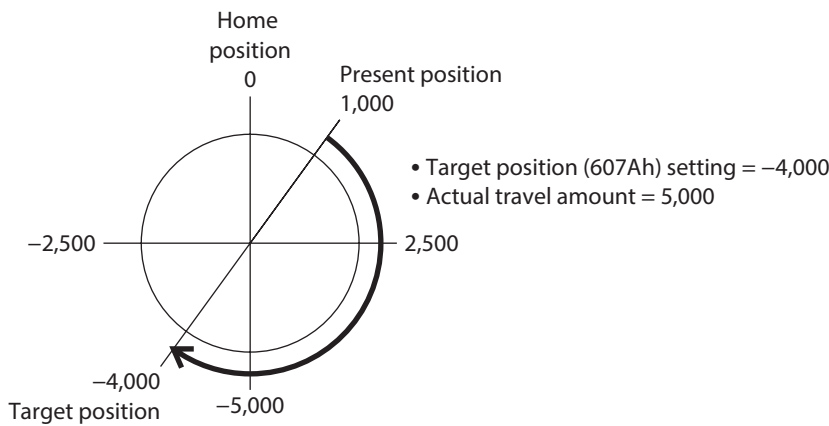 Home
position
0
Present position
1,000
• Target position (607Ah) setting = −4,000
• Actual travel amount = 5,000
−2,500
2,500
−4,000
Target position
−5,000